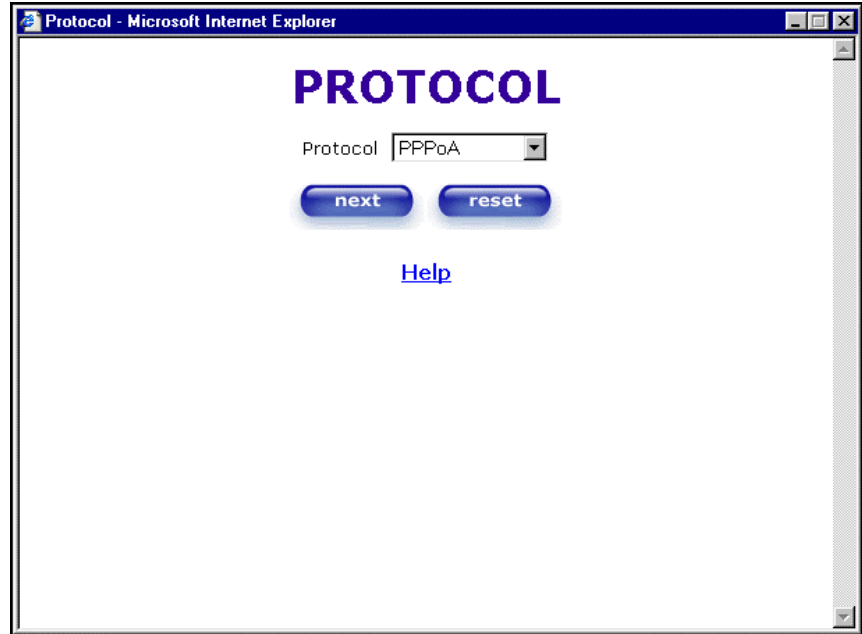 Protocol - Microsoft Internet Explorer
PROTOCOL
Protocol PPPoA
next reset
Help